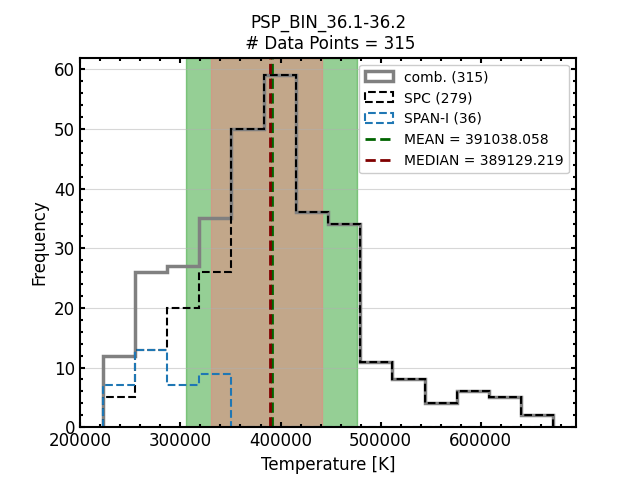 PSP_BIN_36.1-36.2
# Data Points = 315
comb. (315)
SPC (279)
SPAN-I (36)
MEAN = 391038.058
MEDIAN = 389129.219
Frequency
60
50
40
30
20
10
0
200000 300000 400000 500000 600000
Temperature [K]